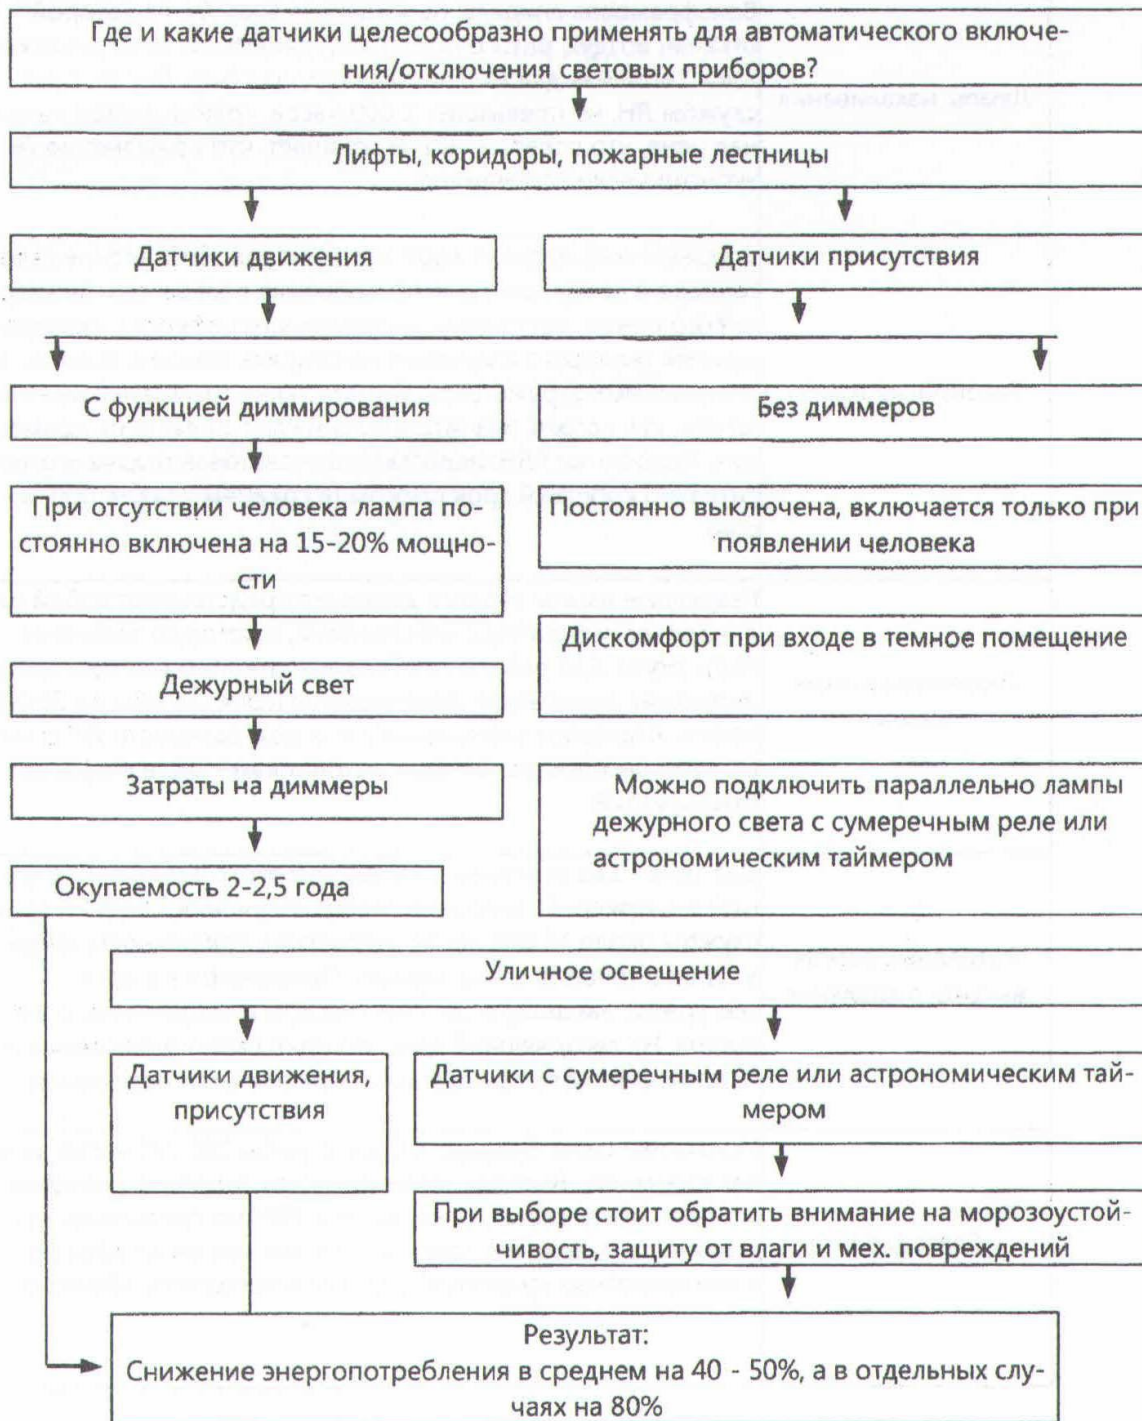 Где и какие датчики целесообразно применять для автоматического включе-
ния/отключения световых приборов?
Лифты, коридоры, пожарные лестницы
Датчики движения
Датчики присутствия
С функцией диммирования
Без диммеров
При отсутствии человека лампа по-
стоянно включена на 15-20% мощно-
сти
Постоянно выключена, включается только при
появлении человека
Дискомфорт при входе в темное помещение
Дежурный свет
Затраты на диммеры
Можно подключить параллельно лампы
дежурного света с сумеречным реле или
астрономическим таймером
Окупаемость 2-2,5 года
Уличное освещение
Датчики движения,
присутствия
Датчики с сумеречным реле или астрономическим тай-
мером
При выборе стоит обратить внимание на морозоустой-
чивость, защиту от влаги и мех. повреждений
Результат:
Снижение энергопотребления в среднем на 40 - 50%, а в отдельных слу-
чаях на 80%